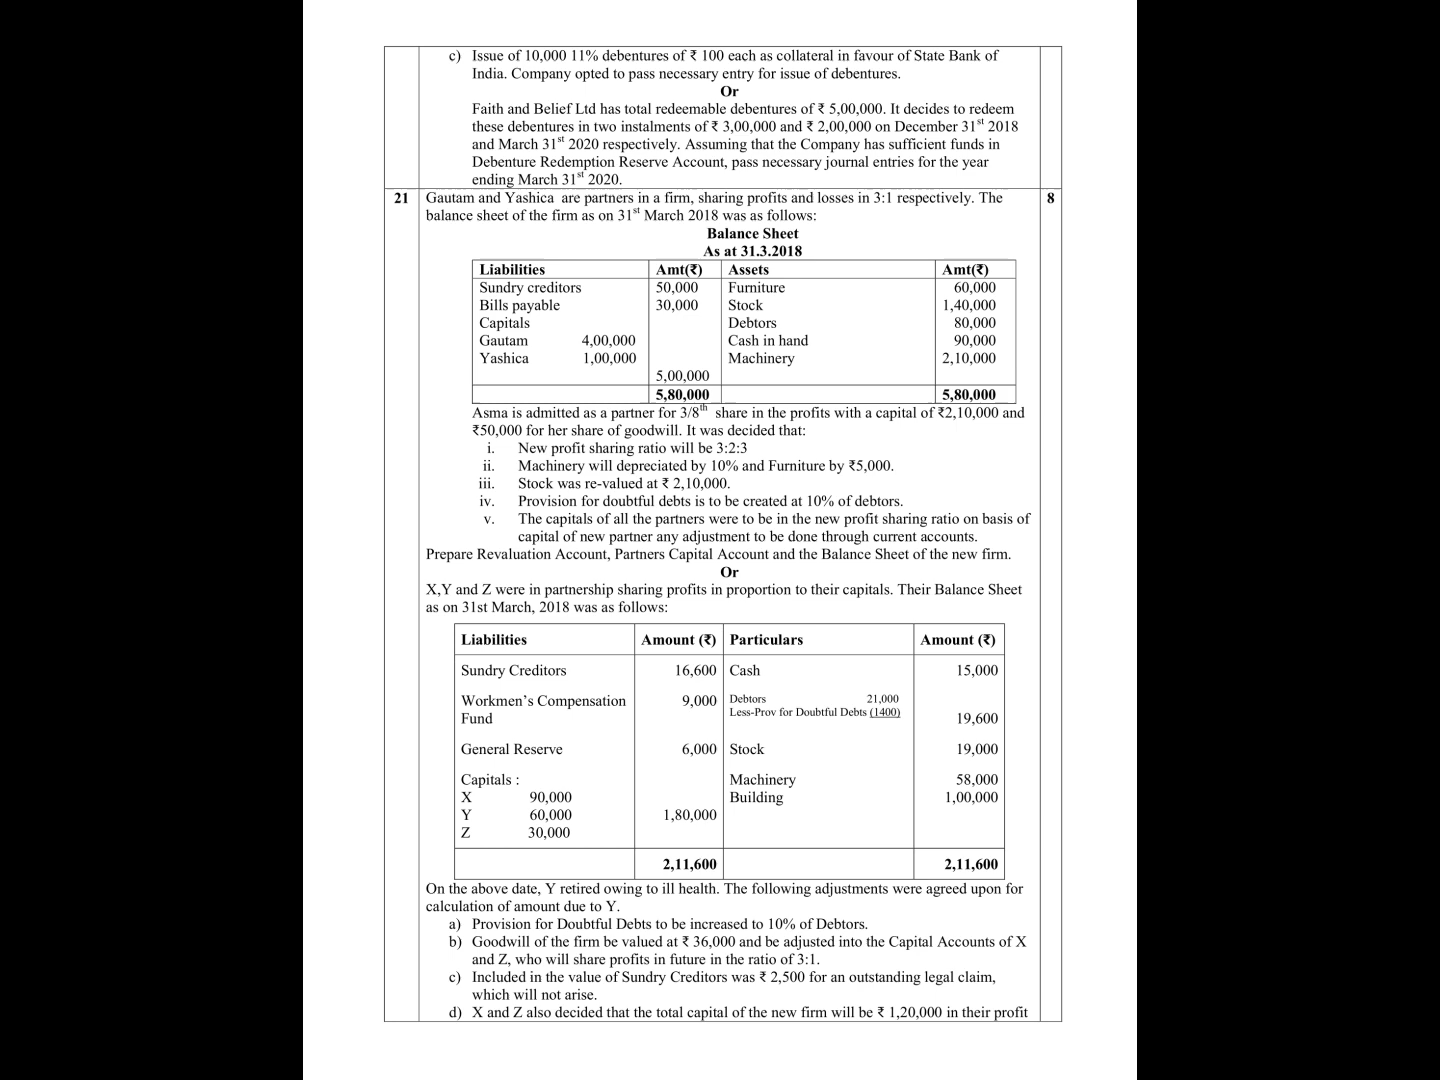 c) Issue of 10,000 11% debentures of ₹ 100 each as collateral in favour of State Bank of
India. Company opted to pass necessary entry for issue of debentures.
Or
Faith and Belief Ltd has total redeemable debentures of ₹ 5,00,000. It decides to redeem
these debentures in two instalments of ₹ 3,00,000 and ₹ 2,00,000 on December 31st 2018
and March 31st 2020 respectively. Assuming that the Company has sufficient funds in
Debenture Redemption Reserve Account, pass necessary journal entries for the year
ending March 31st 2020.
21 Gautam and Yashica are partners in a firm, sharing profits and losses in 3:1 respectively. The 8
balance sheet of the firm as on 31st March 2018 was as follows:
Balance Sheet
As at 31.3.2018
Liabilities Amt(₹) Assets Amt(₹)
Sundry creditors 50,000 Furniture 60,000
Bills payable 30,000 Stock 1,40,000
Capitals Debtors 80,000
Gautam 4,00,000 Cash in hand 90,000
Yashica 1,00,000 Machinery 2,10,000
5,00,000
5,80,000 5,80,000
Asma is admitted as a partner for 3/8th share in the profits with a capital of ₹2,10,000 and
₹50,000 for her share of goodwill. It was decided that:
i. New profit sharing ratio will be 3:2:3
ii. Machinery will depreciated by 10% and Furniture by ₹5,000.
iii. Stock was re-valued at ₹ 2,10,000.
iv. Provision for doubtful debts is to be created at 10% of debtors.
v. The capitals of all the partners were to be in the new profit sharing ratio on basis of
capital of new partner any adjustment to be done through current accounts.
Prepare Revaluation Account, Partners Capital Account and the Balance Sheet of the new firm.
Or
X,Y and Z were in partnership sharing profits in proportion to their capitals. Their Balance Sheet
as on 31st March, 2018 was as follows:
Liabilities Amount (₹) Particulars Amount (₹)
Sundry Creditors 16,600 Cash 15,000
Workmen's Compensation 9,000 Debtors 21,000
Fund Less-Prov for Doubtful Debts (1400) 19,600
General Reserve 6,000 Stock 19,000
Capitals : Machinery 58,000
X 90,000 Building 1,00,000
Y 60,000 1,80,000
Z 30,000
2,11,600 2,11,600
On the above date, Y retired owing to ill health. The following adjustments were agreed upon for
calculation of amount due to Y.
a) Provision for Doubtful Debts to be increased to 10% of Debtors.
b) Goodwill of the firm be valued at ₹ 36,000 and be adjusted into the Capital Accounts of X
and Z, who will share profits in future in the ratio of 3:1.
c) Included in the value of Sundry Creditors was ₹ 2,500 for an outstanding legal claim,
which will not arise.
d) X and Z also decided that the total capital of the new firm will be ₹ 1,20,000 in their profit